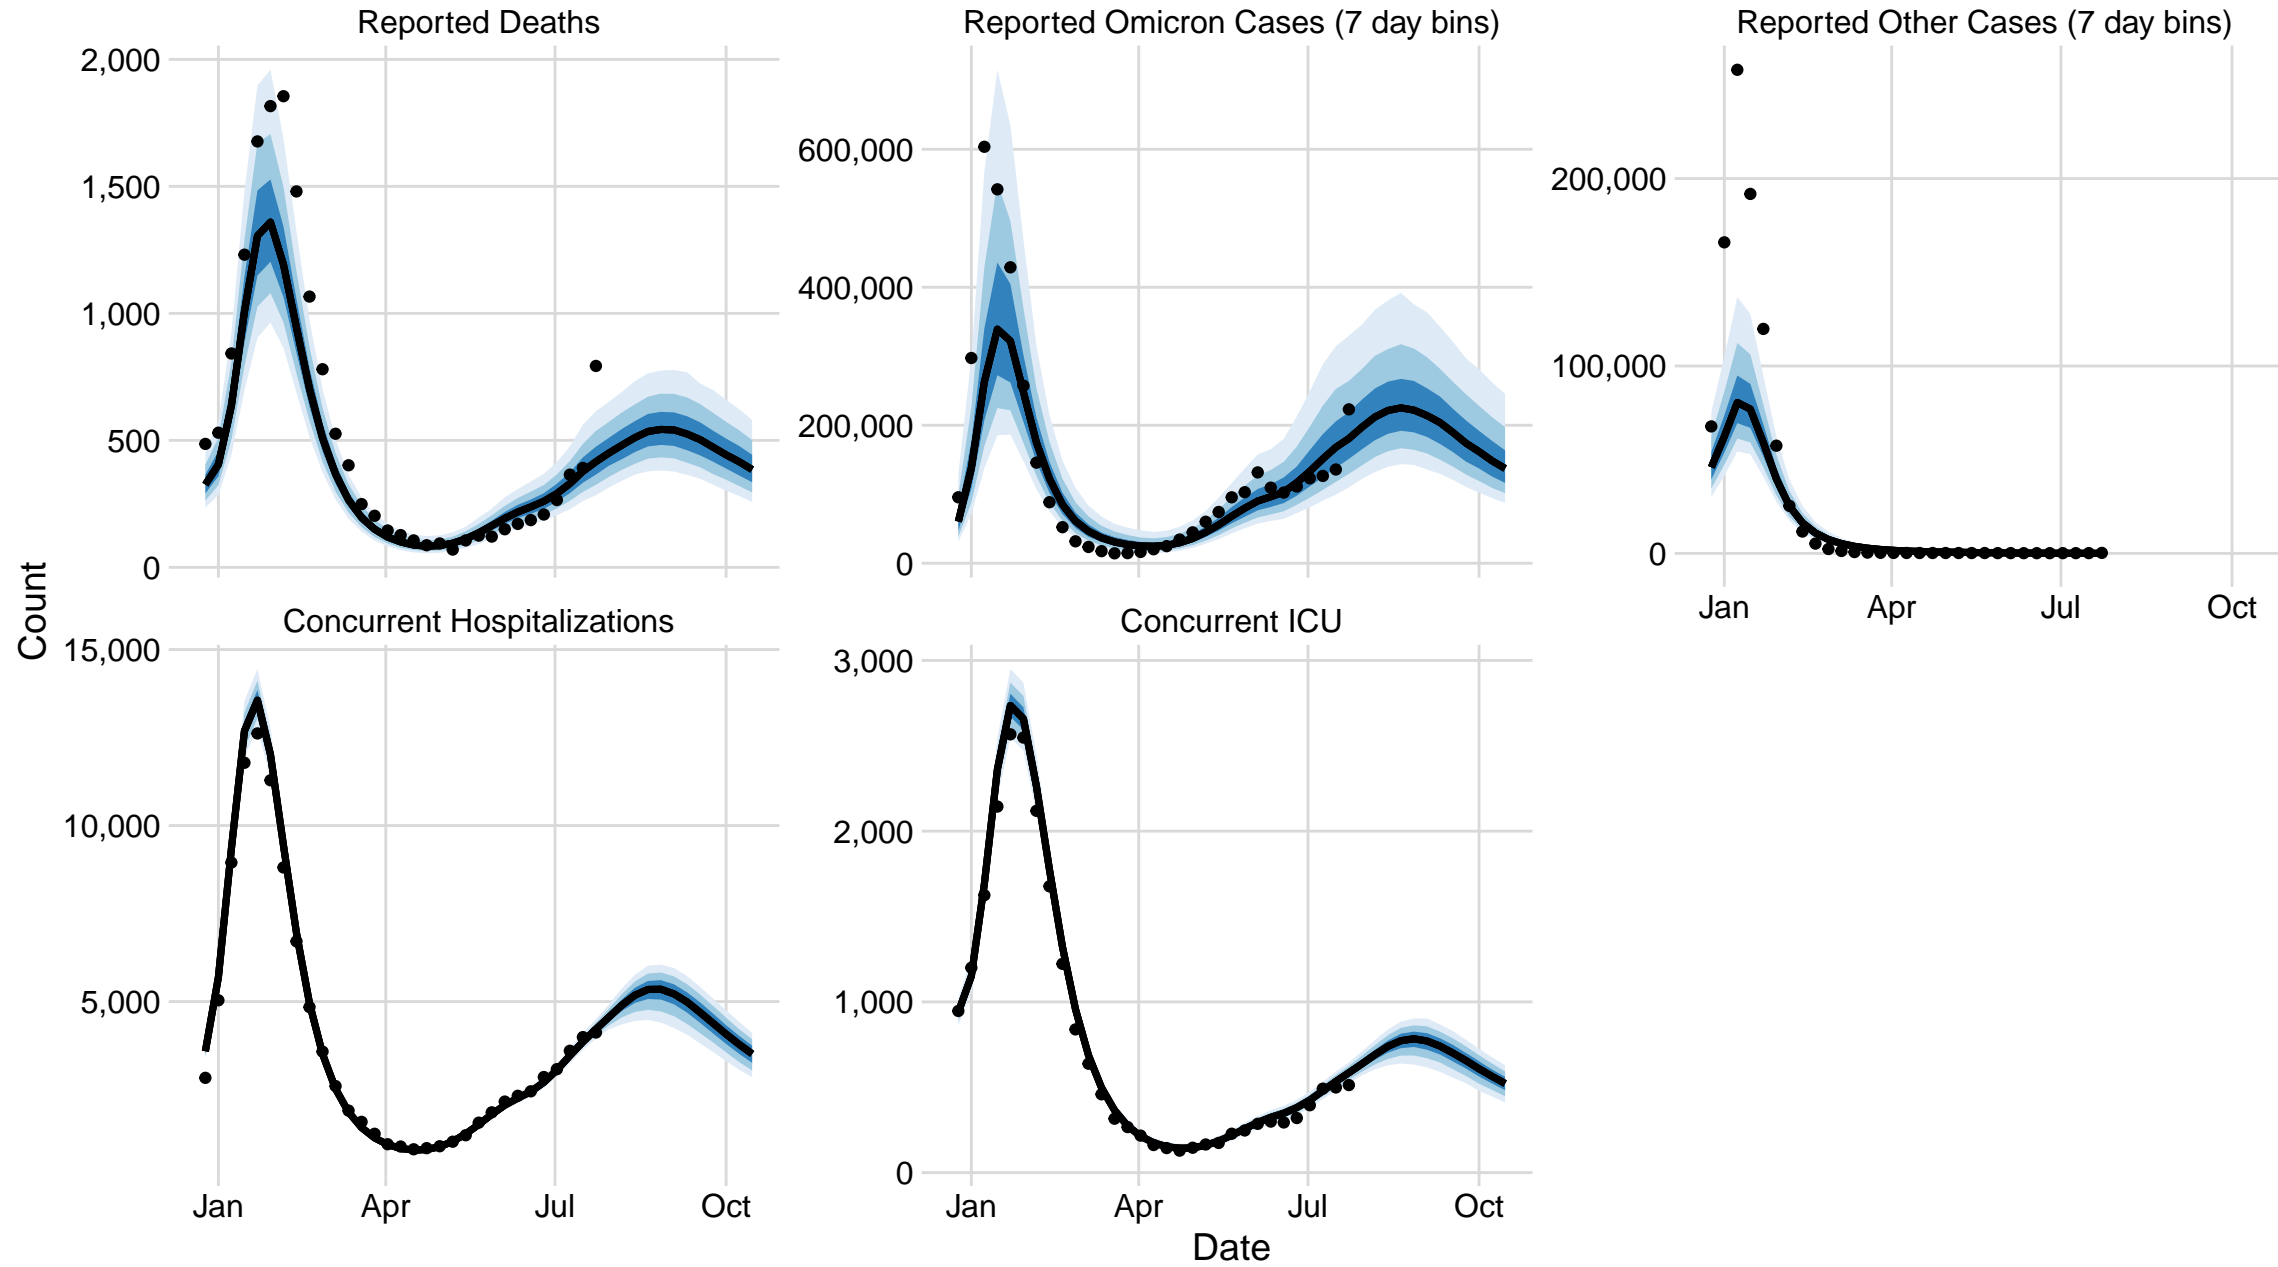 Reported Deaths
2,000
1,500
1,000
500
0
Reported Omicron Cases (7 day bins)
600,000
400,000
200,000
0
Reported Other Cases (7 day bins)
200,000
100,000
0
Jan Apr Jul Oct
Count
Concurrent Hospitalizations
15,000
10,000
5,000
Jan Apr Jul Oct
Concurrent ICU
3,000
2,000
1,000
0
Jan Apr Jul Oct
Date